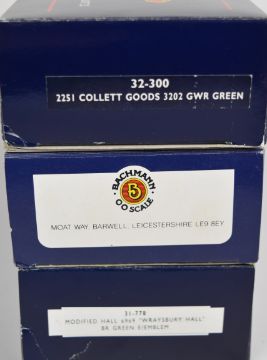 32-300
2251 COLLETT GOODS 3202 GWR GREEN
BACHMANN
OO SCALE
MOAT WAY, BARWELL, LEICESTERSHIRE LE9 8EY
31-778
MODIFIED HALL 6969 "WRAYSBURY HALL"
BR GREEN E/EMBLEM